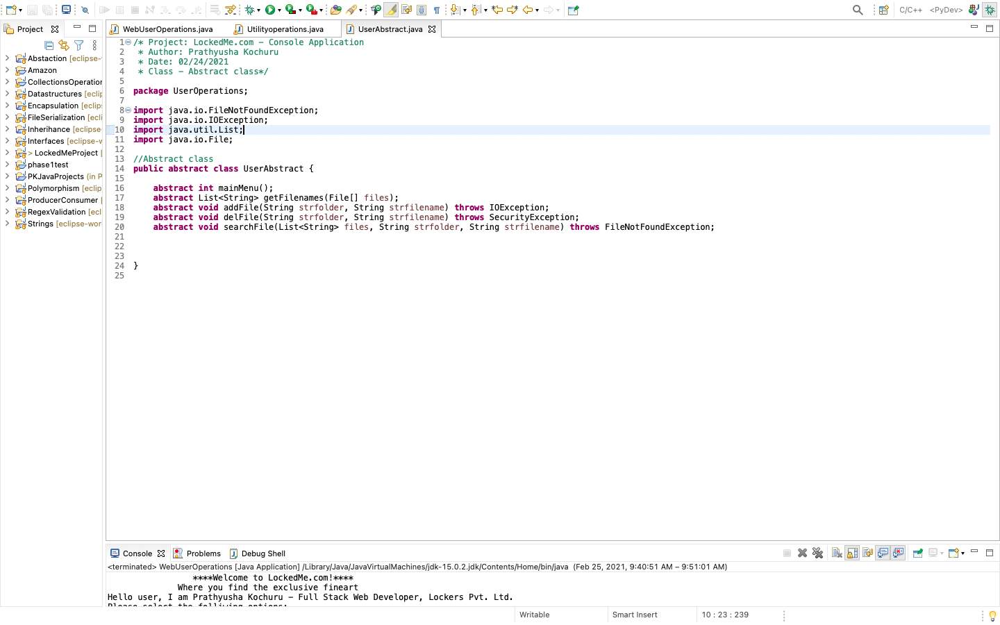 C/C++ <PyDev>
Project
WebUserOperations.java Utilityoperations.java UserAbstract.java
Abstaction [eclipse-
Amazon
CollectionsOperation
Datastructures [eclip
Encapsulation [eclips
FileSerialization [ecli
Inherihance [eclipse-
Interfaces [eclipse-w
> LockedMeProject [
phase1test
PKJavaProjects (in P
Polymorphism [eclip
ProducerConsumer [
RegexValidation [ecl
Strings [eclipse-wor
1 /* Project: LockedMe.com – Console Application
2 * Author: Prathyusha Kochuru
3 * Date: 02/24/2021
4 * Class – Abstract class*/
5
6 package UserOperations;
7
8 import java.io.FileNotFoundException;
9 import java.io.IOException;
10 import java.util.List;
11 import java.io.File;
12
13 //Abstract class
14 public abstract class UserAbstract {
15
16 abstract int mainMenu();
17 abstract List<String> getFilenames(File[] files);
18 abstract void addFile(String strfolder, String strfilename) throws IOException;
19 abstract void delFile(String strfolder, String strfilename) throws SecurityException;
20 abstract void searchFile(List<String> files, String strfolder, String strfilename) throws FileNotFoundException;
21
22
23
24 }
25
Console Problems Debug Shell
<terminated> WebUserOperations [Java Application] /Library/Java/JavaVirtualMachines/jdk-15.0.2.jdk/Contents/Home/bin/java (Feb 25, 2021, 9:40:51 AM – 9:51:01 AM)
****Welcome to LockedMe.com!****
Where you find the exclusive fineart
Hello user, I am Prathyusha Kochuru – Full Stack Web Developer, Lockers Pvt. Ltd.
Please select the folliwing options:
Writable Smart Insert 10 : 23 : 239